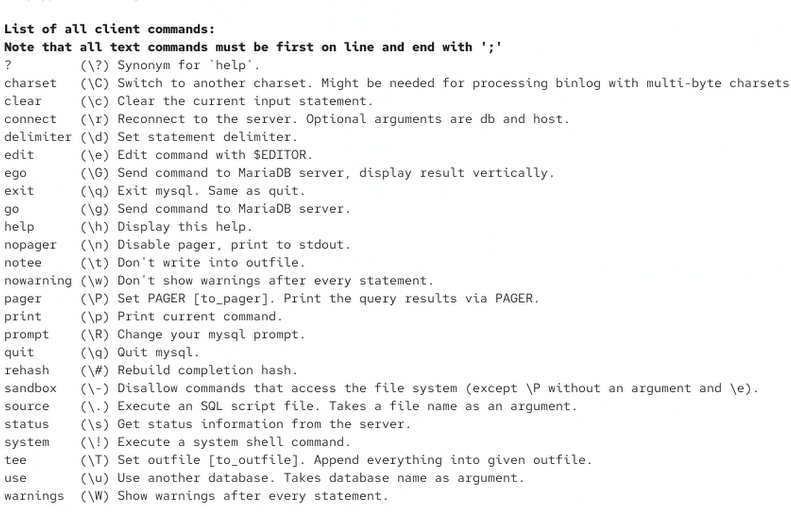 List of all client commands:
Note that all text commands must be first on line and end with ';'
?         (\?) Synonym for `help'.
charset   (\C) Switch to another charset. Might be needed for processing binlog with multi-byte charsets
clear     (\c) Clear the current input statement.
connect   (\r) Reconnect to the server. Optional arguments are db and host.
delimiter (\d) Set statement delimiter.
edit      (\e) Edit command with $EDITOR.
ego       (\G) Send command to MariaDB server, display result vertically.
exit      (\q) Exit mysql. Same as quit.
go        (\g) Send command to MariaDB server.
help      (\h) Display this help.
nopager   (\n) Disable pager, print to stdout.
notee     (\t) Don't write into outfile.
nowarning (\w) Don't show warnings after every statement.
pager     (\P) Set PAGER [to_pager]. Print the query results via PAGER.
print     (\p) Print current command.
prompt    (\R) Change your mysql prompt.
quit      (\q) Quit mysql.
rehash    (\#) Rebuild completion hash.
sandbox   (\-) Disallow commands that access the file system (except \P without an argument and \e).
source    (\.) Execute an SQL script file. Takes a file name as an argument.
status    (\s) Get status information from the server.
system    (\!) Execute a system shell command.
tee       (\T) Set outfile [to_outfile]. Append everything into given outfile.
use       (\u) Use another database. Takes database name as argument.
warnings  (\W) Show warnings after every statement.